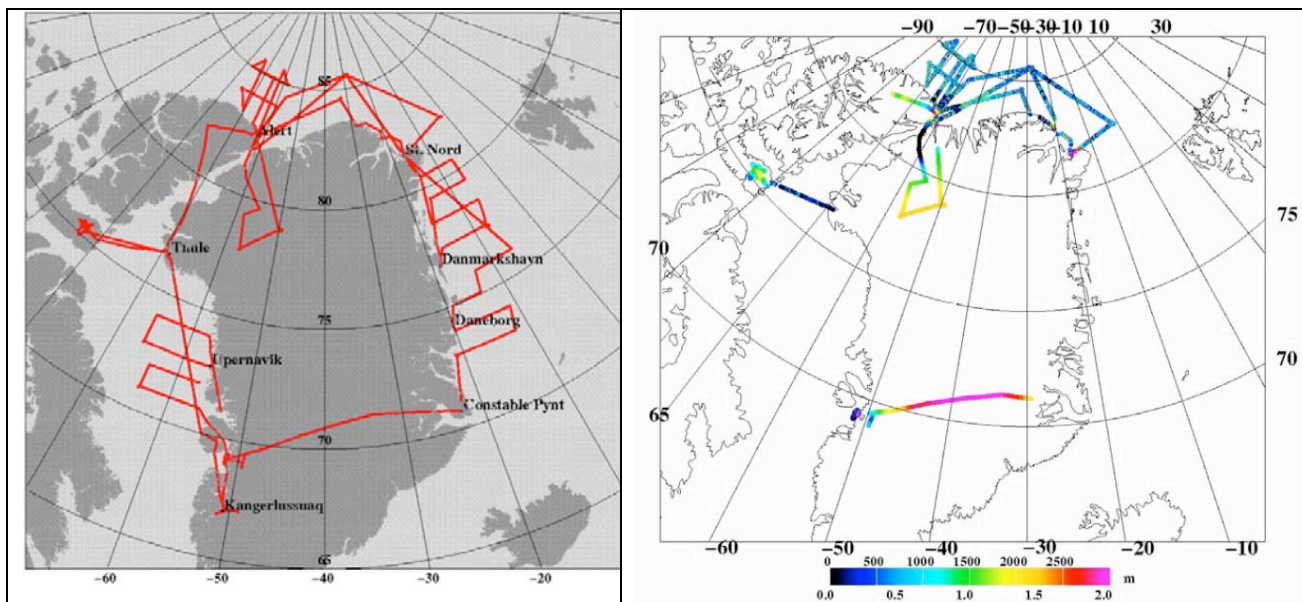 85
Alert
St. Nord
80
Thule
Danmarkshavn
75
Daneborg
Upernavik
Constable Pynt
70
Kangerlussuaq
65
−60
−50
−40
−30
−20
−90
−70
−50
−30
−10
10
30
75
70
70
65
−60
−50
−40
−30
−20
−10
0 500 1000 1500 2000 2500
m
0.0 0.5 1.0 1.5 2.0